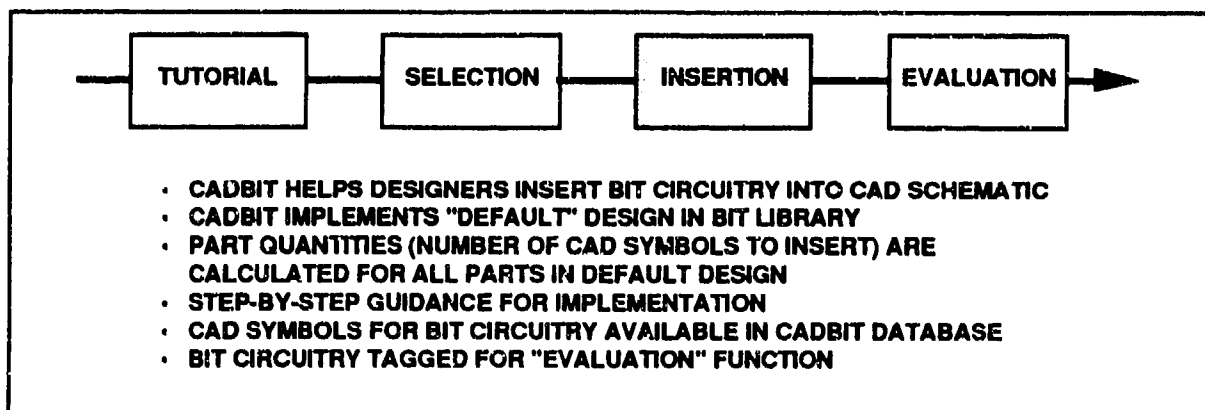 TUTORIAL SELECTION INSERTION EVALUATION
· CADBIT HELPS DESIGNERS INSERT BIT CIRCUITRY INTO CAD SCHEMATIC
· CADBIT IMPLEMENTS "DEFAULT" DESIGN IN BIT LIBRARY
· PART QUANTITIES (NUMBER OF CAD SYMBOLS TO INSERT) ARE
CALCULATED FOR ALL PARTS IN DEFAULT DESIGN
· STEP-BY-STEP GUIDANCE FOR IMPLEMENTATION
· CAD SYMBOLS FOR BIT CIRCUITRY AVAILABLE IN CADBIT DATABASE
· BIT CIRCUITRY TAGGED FOR "EVALUATION" FUNCTION